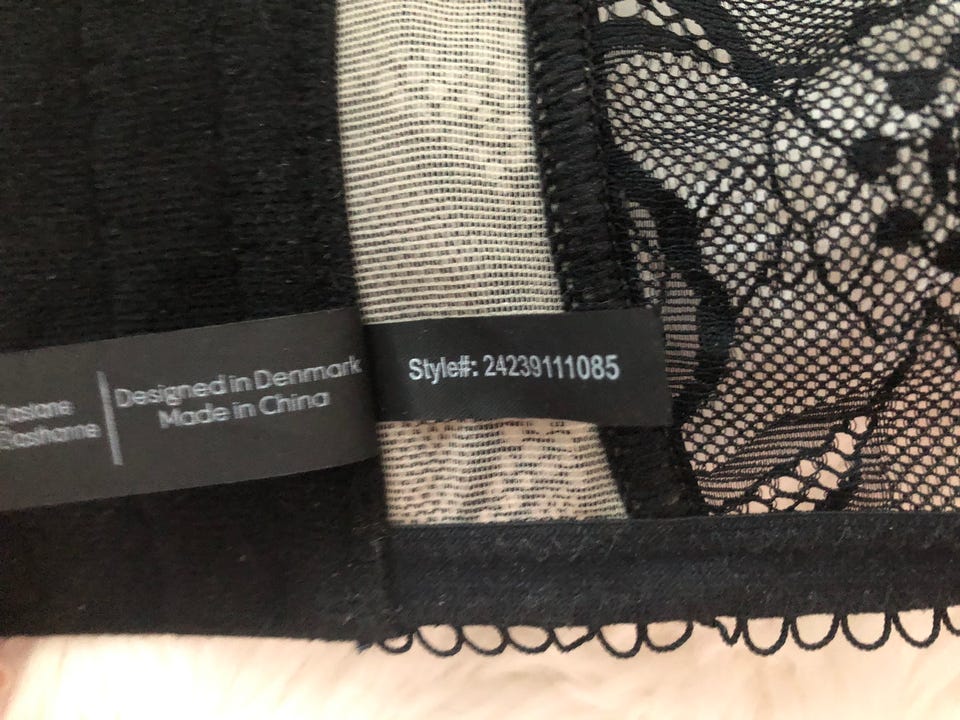 Designed in Denmark
Made in China
Style#: 24239111085